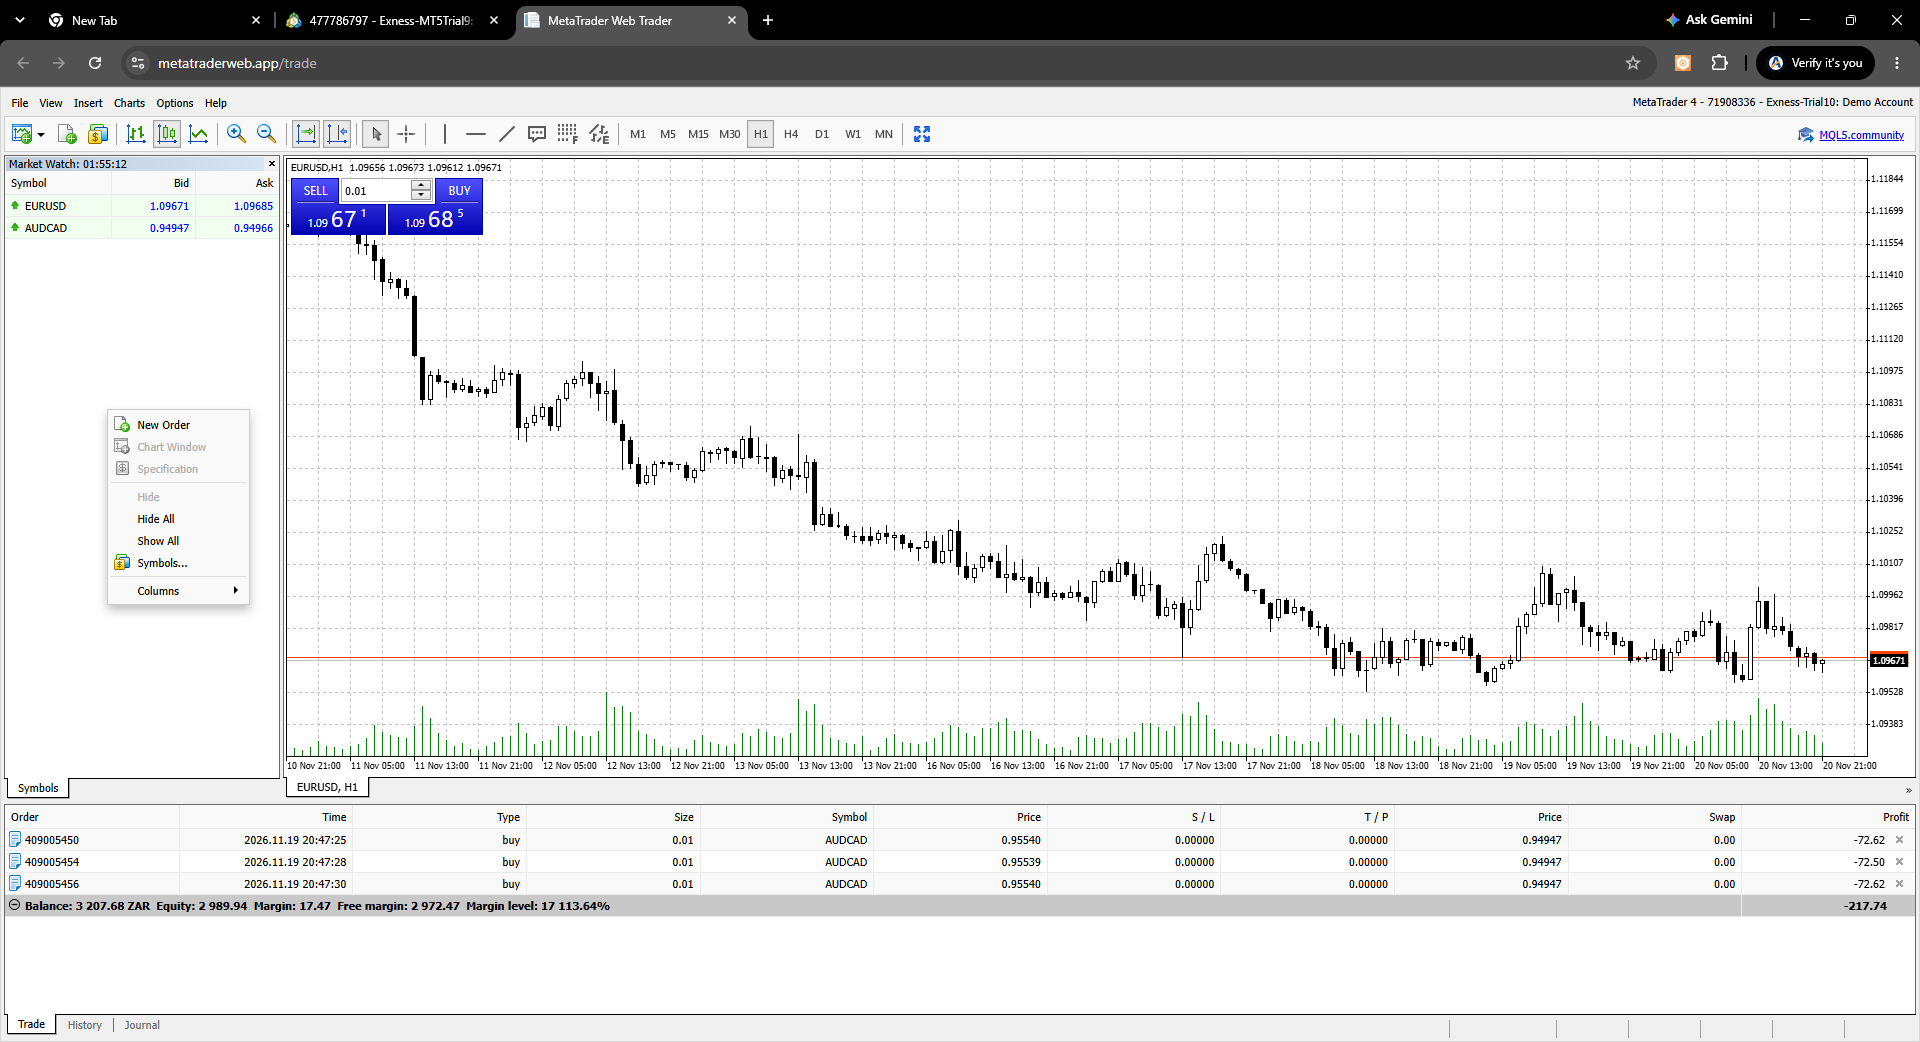 New Tab
477786797 - Exness-MT5Trial9:
MetaTrader Web Trader
Ask Gemini
metatraderweb.app/trade
Verify it's you
File View Insert Charts Options Help
MetaTrader 4 - 71908336 - Exness-Trial10: Demo Account
M1 M5 M15 M30 H1 H4 D1 W1 MN
MQL5.community
Market Watch: 01:55:12
Symbol Bid Ask
EURUSD 1.09671 1.09685
AUDCAD 0.94947 0.94966
New Order
Chart Window
Specification
Hide
Hide All
Show All
Symbols...
Columns
Symbols
EURUSD,H1 1.09656 1.09673 1.09612 1.09671
SELL 0.01 BUY
1.09 67 1 1.09 68 5
1.11844
1.11699
1.11554
1.11410
1.11265
1.11120
1.10975
1.10831
1.10686
1.10541
1.10396
1.10252
1.10107
1.09962
1.09817
1.09671
1.09528
1.09383
10 Nov 21:00 11 Nov 05:00 11 Nov 13:00 11 Nov 21:00 12 Nov 05:00 12 Nov 13:00 12 Nov 21:00 13 Nov 05:00 13 Nov 13:00 13 Nov 21:00 16 Nov 05:00 16 Nov 13:00 16 Nov 21:00 17 Nov 05:00 17 Nov 13:00 17 Nov 21:00 18 Nov 05:00 18 Nov 13:00 18 Nov 21:00 19 Nov 05:00 19 Nov 13:00 19 Nov 21:00 20 Nov 05:00 20 Nov 13:00 20 Nov 21:00
EURUSD, H1
Order Time Type Size Symbol Price S / L T / P Price Swap Profit
409005450 2026.11.19 20:47:25 buy 0.01 AUDCAD 0.95540 0.00000 0.00000 0.94947 0.00 -72.62
409005454 2026.11.19 20:47:28 buy 0.01 AUDCAD 0.95539 0.00000 0.00000 0.94947 0.00 -72.50
409005456 2026.11.19 20:47:30 buy 0.01 AUDCAD 0.95540 0.00000 0.00000 0.94947 0.00 -72.62
Balance: 3 207.68 ZAR Equity: 2 989.94 Margin: 17.47 Free margin: 2 972.47 Margin level: 17 113.64% -217.74
Trade History Journal